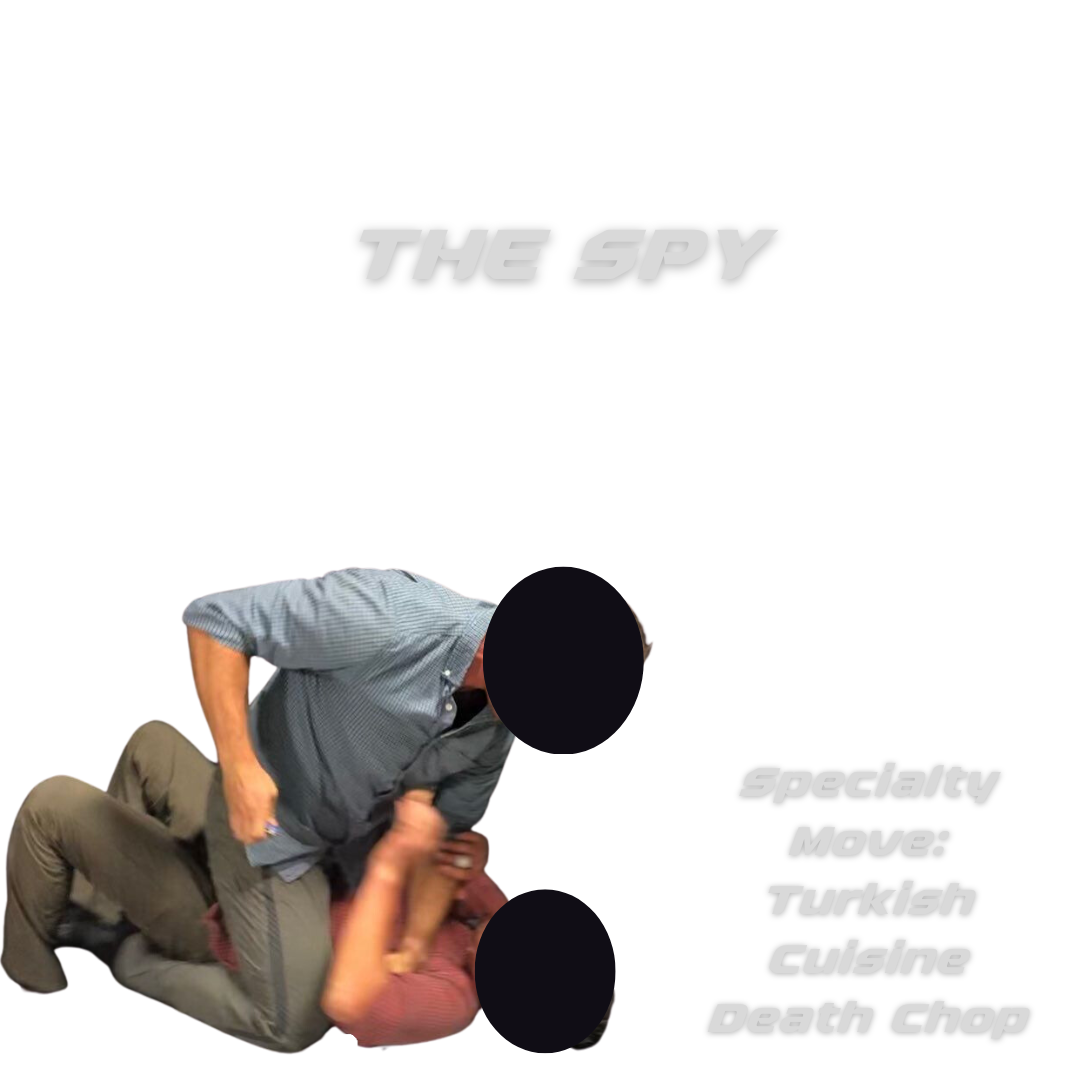 THE SPY
Specialty
Move:
Turkish
Cuisine
Death Chop